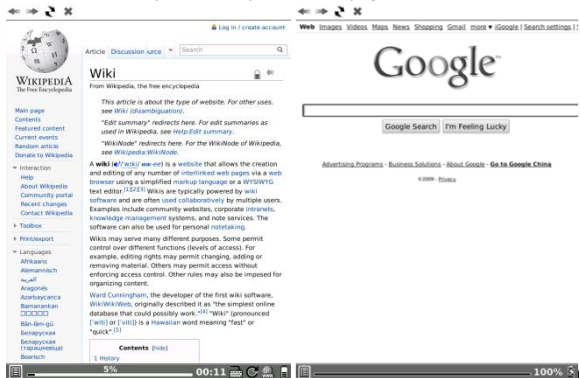 Log in / create account
Article Discussion urce Search
WIKIPEDIA
The Free Encyclopedia
Main page
Contents
Featured content
Current events
Random article
Donate to Wikipedia
Interaction
Help
About Wikipedia
Community portal
Recent changes
Contact Wikipedia
Toolbox
Print/export
Languages
Afrikaans
Alemannisch
العربية
Aragonés
Azərbaycanca
Bamanankan
Bân-lâm-gú
Беларуская
Беларуская
(тарашкевіца)
Boarisch
Wiki
From Wikipedia, the free encyclopedia
This article is about the type of website. For other uses,
see Wiki (disambiguation).
"Edit summary" redirects here. For edit summaries as
used in Wikipedia, see Help:Edit summary.
"WikiNode" redirects here. For the WikiNode of Wikipedia,
see Wikipedia:WikiNode.
A wiki (/ˈwɪki/ WIK-ee) is a website that allows the creation
and editing of any number of interlinked web pages via a web
browser using a simplified markup language or a WYSIWYG
text editor.[1][2][3] Wikis are typically powered by wiki
software and are often used collaboratively by multiple users.
Examples include community websites, corporate intranets,
knowledge management systems, and note services. The
software can also be used for personal notetaking.
Wikis may serve many different purposes. Some permit
control over different functions (levels of access). For
example, editing rights may permit changing, adding or
removing material. Others may permit access without
enforcing access control. Other rules may also be imposed for
organizing content.
Ward Cunningham, the developer of the first wiki software,
WikiWikiWeb, originally described it as "the simplest online
database that could possibly work."[4] "Wiki" (pronounced
[ˈwiti] or [ˈviti]) is a Hawaiian word meaning "fast" or
"quick".[5]
Contents [hide]
1 History
5% 00:11
Web Images Videos Maps News Shopping Gmail more ▼ iGoogle | Search settings |
Google
Google Search I'm Feeling Lucky
Advertising Programs - Business Solutions - About Google - Go to Google China
©2009 - Privacy
100%